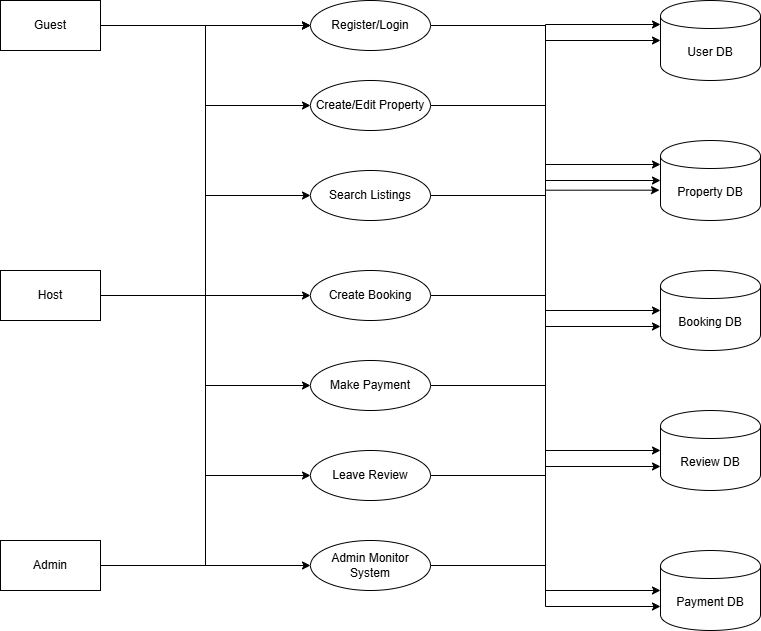 Guest
Register/Login
User DB
Create/Edit Property
Search Listings
Property DB
Host
Create Booking
Booking DB
Make Payment
Leave Review
Review DB
Admin
Admin Monitor
System
Payment DB